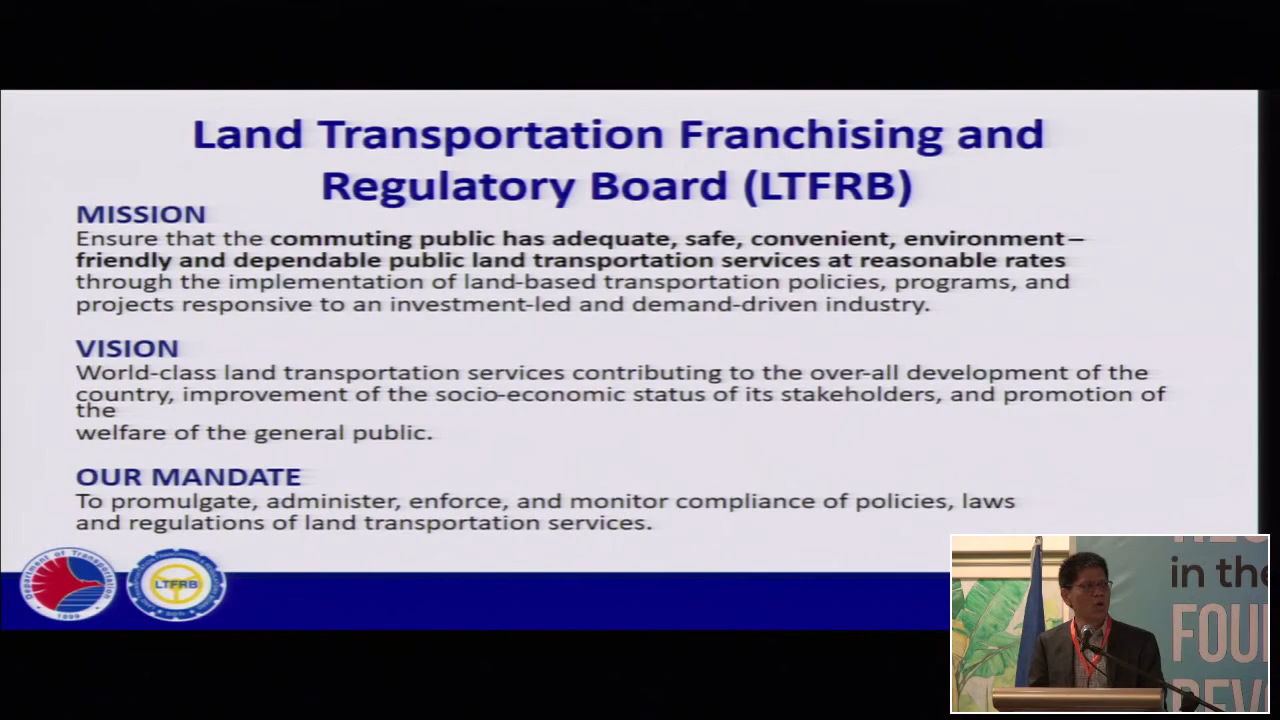 Land Transportation Franchising and
Regulatory Board (LTFRB)
MISSION
Ensure that the commuting public has adequate, safe, convenient, environment–
friendly and dependable public land transportation services at reasonable rates
through the implementation of land-based transportation policies, programs, and
projects responsive to an investment-led and demand-driven industry.
VISION
World-class land transportation services contributing to the over-all development of the
country, improvement of the socio-economic status of its stakeholders, and promotion of
the
welfare of the general public.
OUR MANDATE
To promulgate, administer, enforce, and monitor compliance of policies, laws
and regulations of land transportation services.
Department of Transportation
1899
LTFRB
in the
FOU
REV